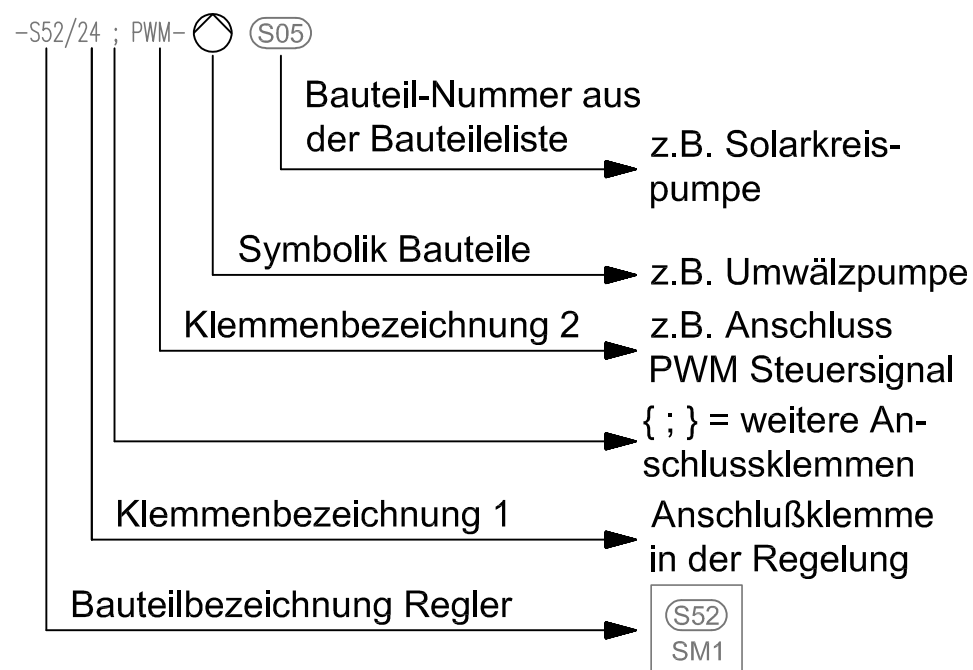 -S52/24 ; PWM- S05
Bauteil-Nummer aus
der Bauteileliste
z.B. Solarkreis-
pumpe
Symbolik Bauteile
z.B. Umwälzpumpe
Klemmenbezeichnung 2
z.B. Anschluss
PWM Steuersignal
{ ; } = weitere An-
schlussklemmen
Klemmenbezeichnung 1
Anschlußklemme
in der Regelung
Bauteilbezeichnung Regler
S52
SM1